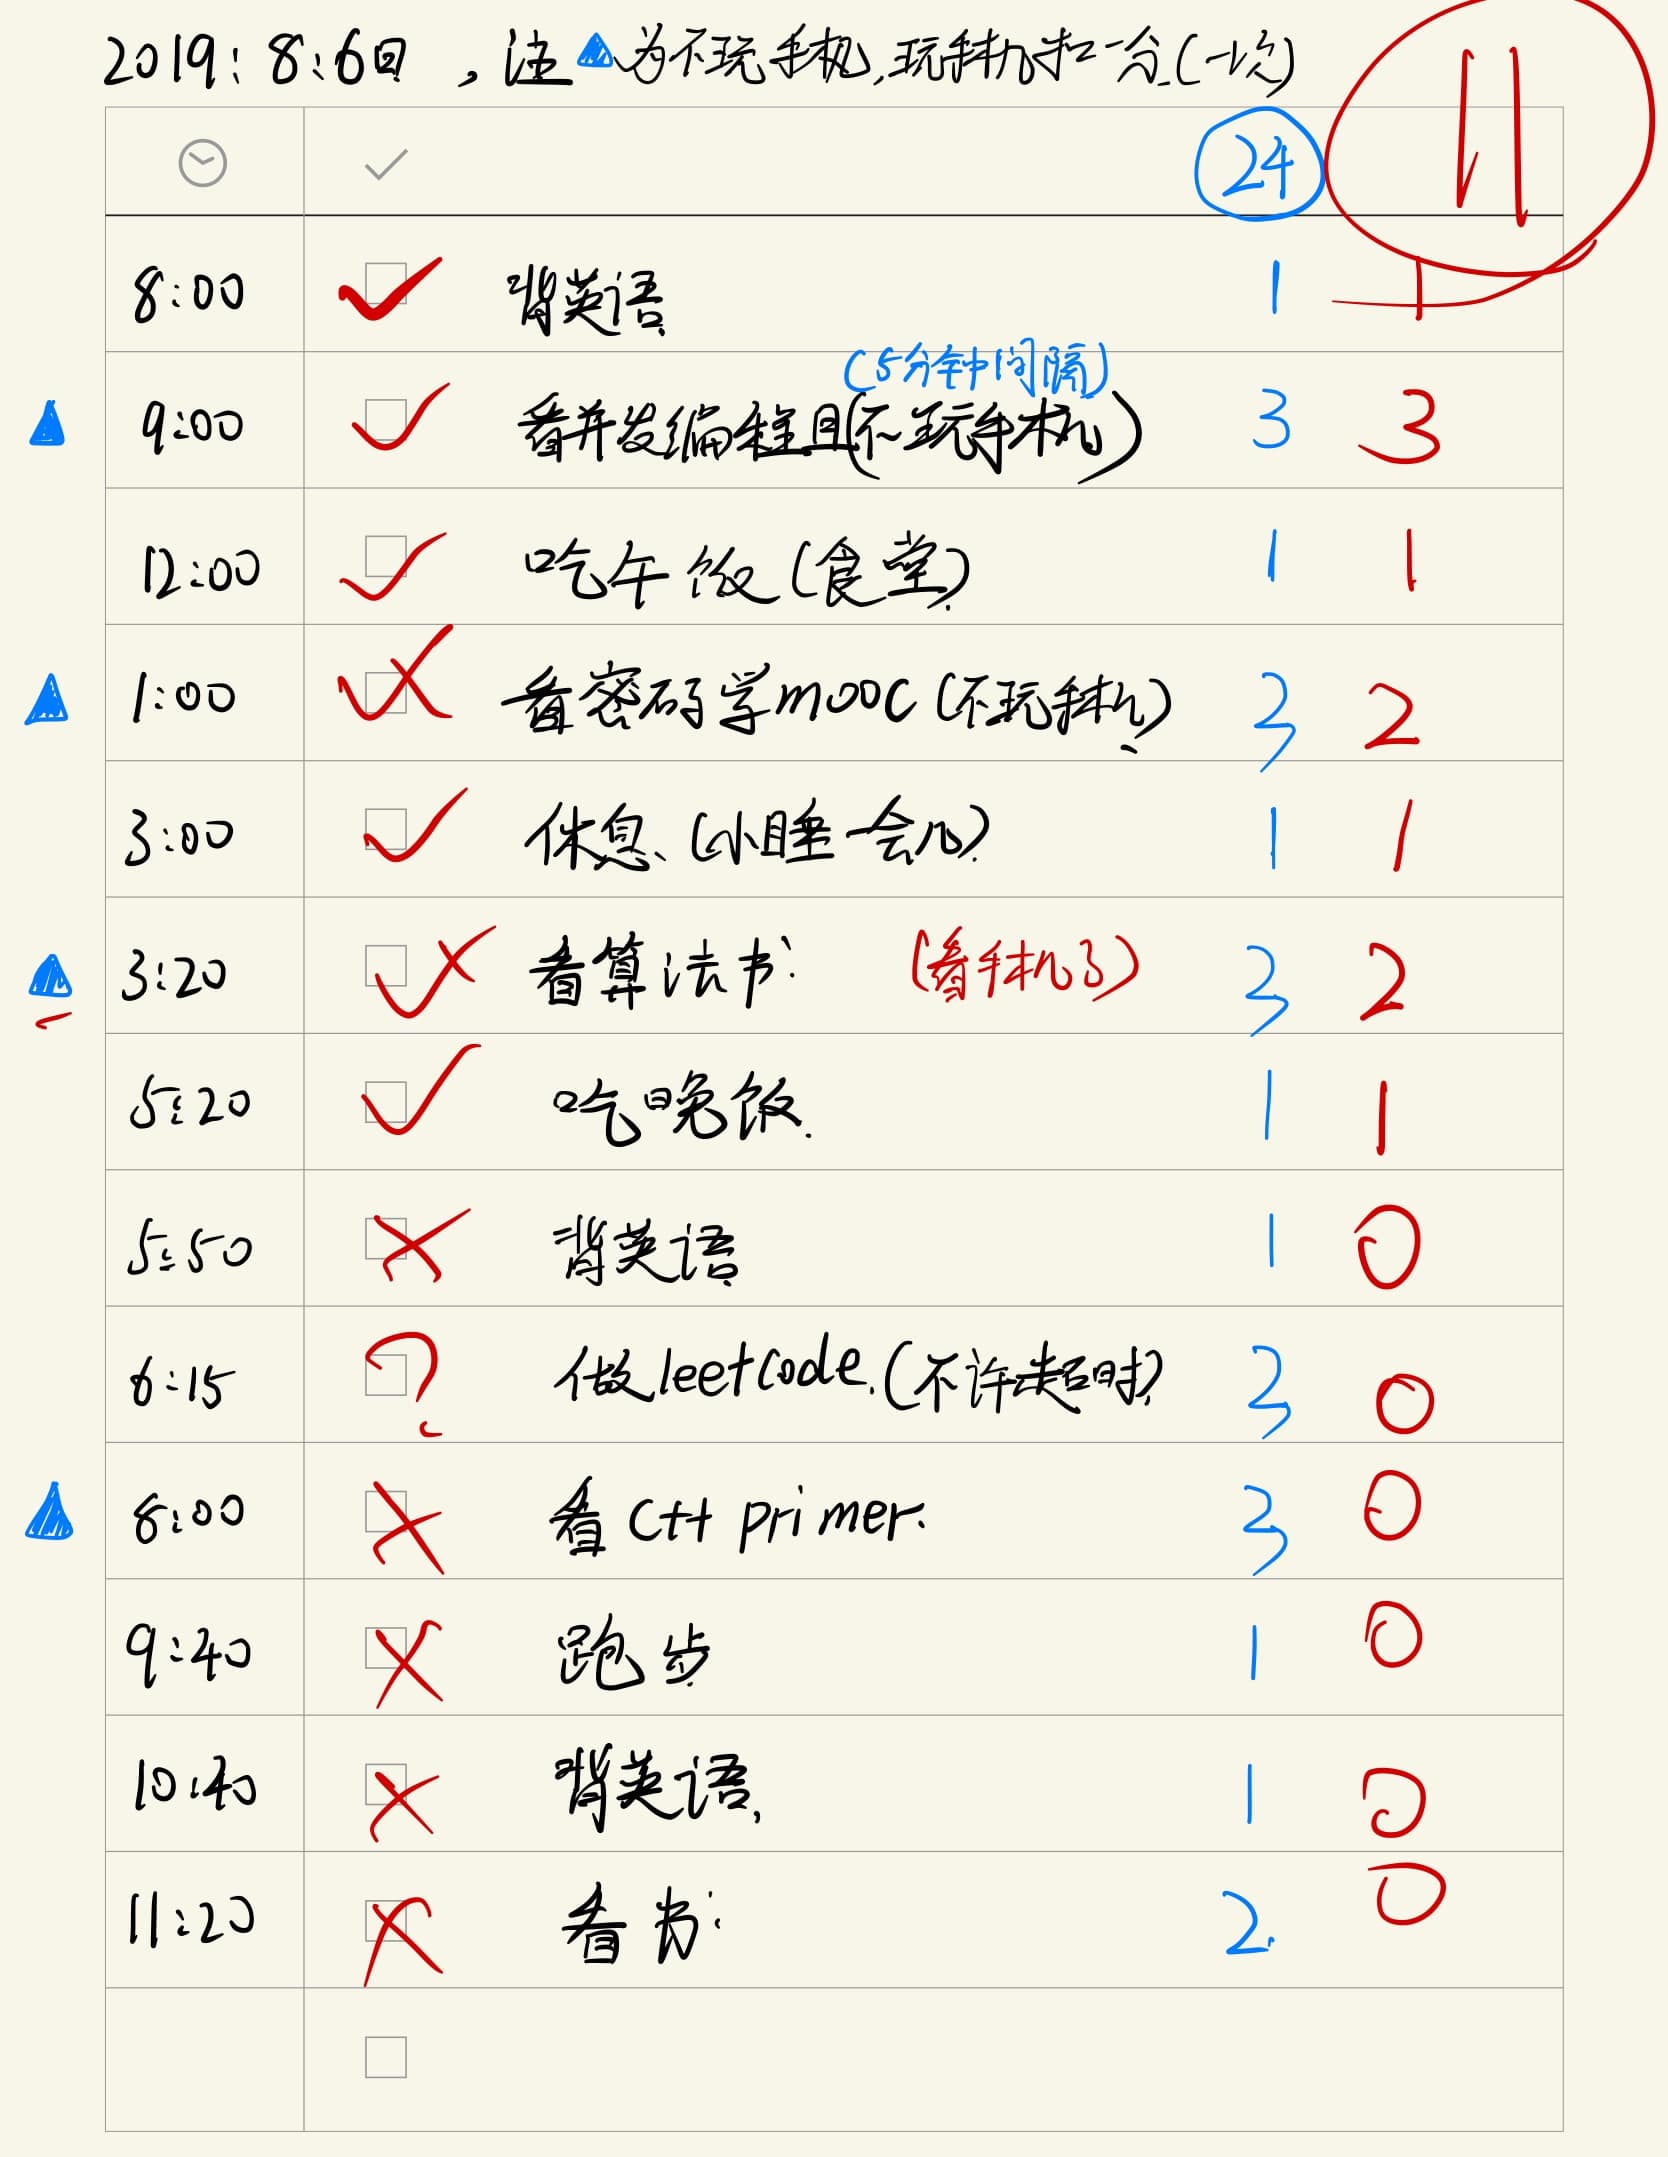 2019:8:6日，注▲为不玩手机,玩手机扣一分.(一次)
24 11
8:00 背英语 1 1
(5分钟间隔)
▲ 9:00 看并发编程且(不玩手机) 3 3
12:00 吃午饭(食堂) 1 1
▲ 1:00 看密码学mooc(不玩手机) 3 2
3:00 休息、(小睡一会儿) 1 1
▲ 3:20 看算法书. (看手机了) 3 2
5:20 吃晚饭. 1 1
5:50 背英语 1 0
? 
6:15 做leetcode.(不许超时) 3 0
▲ 8:00 看C++ primer. 3 0
9:40 跑步 1 0
10:40 背英语, 1 0
11:20 看书. 2. 0